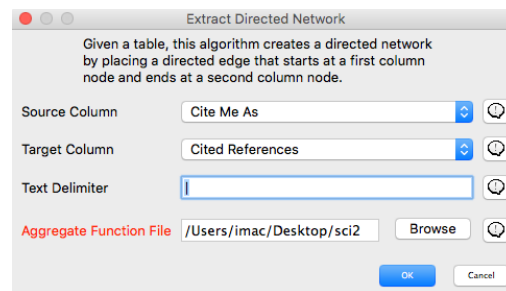 Extract Directed Network
Given a table, this algorithm creates a directed network
by placing a directed edge that starts at a first column
node and ends at a second column node.
Source Column Cite Me As
Target Column Cited References
Text Delimiter |
Aggregate Function File /Users/imac/Desktop/sci2 Browse
OK Cancel